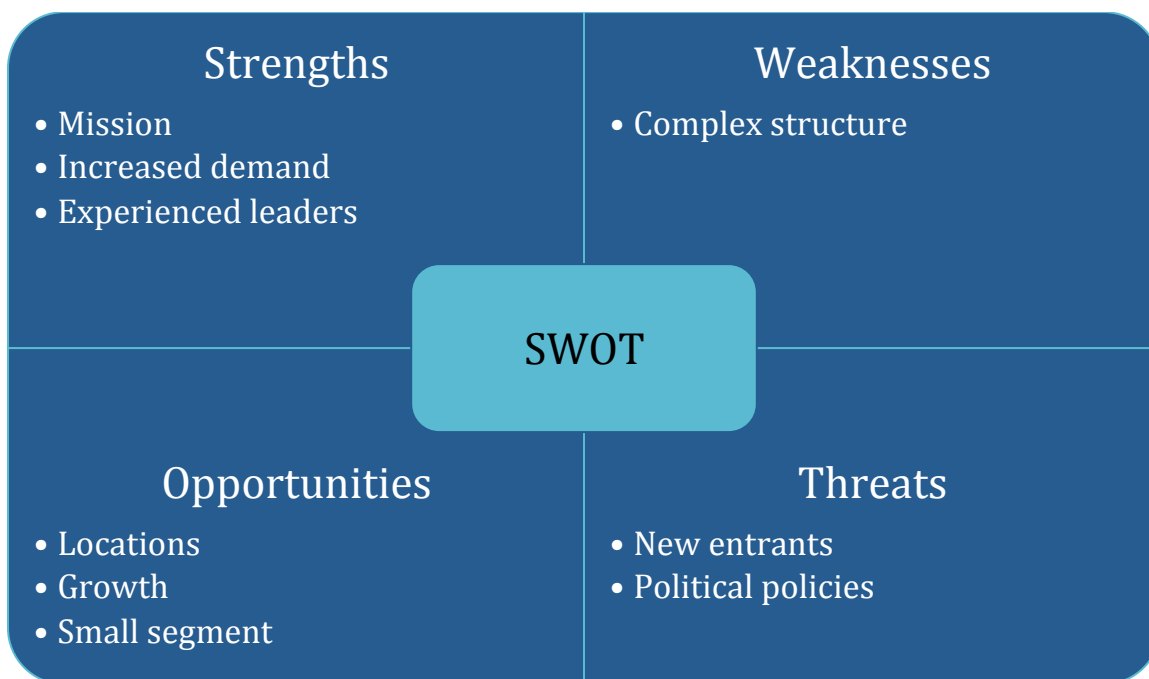 Strengths
• Mission
• Increased demand
• Experienced leaders
Weaknesses
• Complex structure
SWOT
Opportunities
• Locations
• Growth
• Small segment
Threats
• New entrants
• Political policies